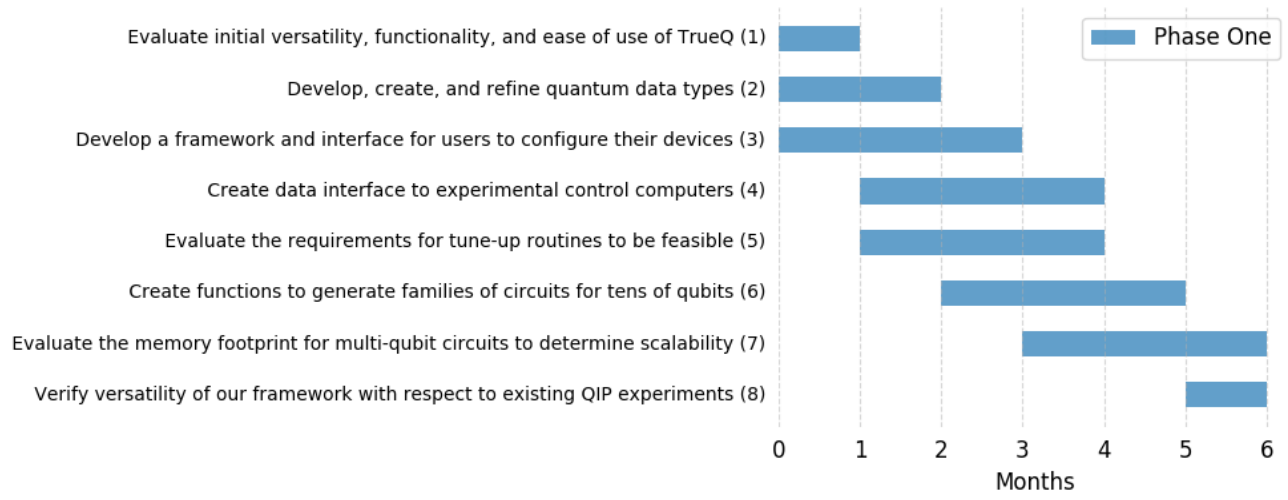 Evaluate initial versatility, functionality, and ease of use of TrueQ (1)
Phase One
Develop, create, and refine quantum data types (2)
Develop a framework and interface for users to configure their devices (3)
Create data interface to experimental control computers (4)
Evaluate the requirements for tune-up routines to be feasible (5)
Create functions to generate families of circuits for tens of qubits (6)
Evaluate the memory footprint for multi-qubit circuits to determine scalability (7)
Verify versatility of our framework with respect to existing QIP experiments (8)
0 1 2 3 4 5 6
Months